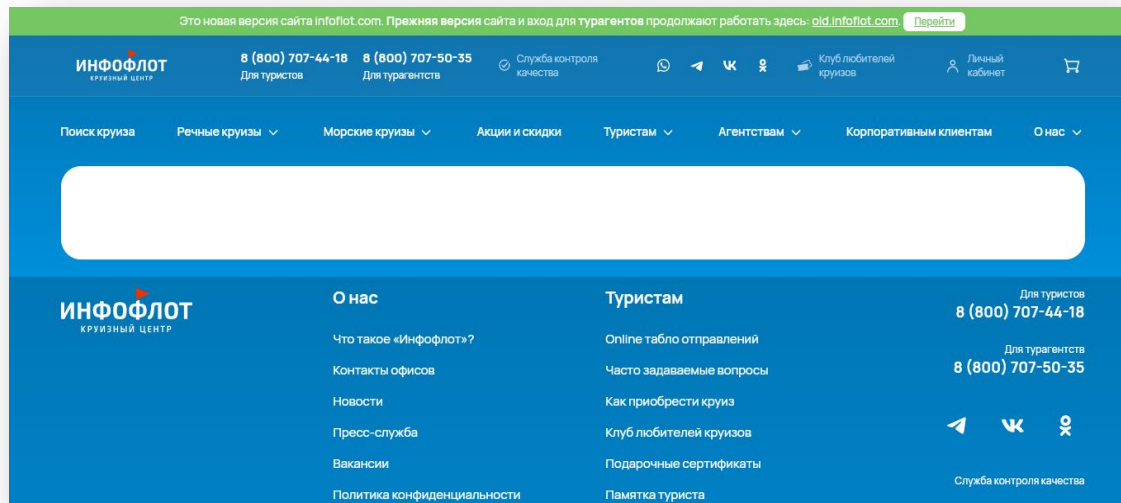 Это новая версия сайта infoflot.com. Прежняя версия сайта и вход для турагентов продолжают работать здесь: old.infoflot.com. Перейти
ИНФОФЛОТ
КРУИЗНЫЙ ЦЕНТР
8 (800) 707-44-18
Для туристов
8 (800) 707-50-35
Для турагентств
Служба контроля
качества
Клуб любителей
круизов
Личный
кабинет
Поиск круиза
Речные круизы
Морские круизы
Акции и скидки
Туристам
Агентствам
Корпоративным клиентам
О нас
ИНФОФЛОТ
КРУИЗНЫЙ ЦЕНТР
О нас
Что такое «Инфофлот»?
Контакты офисов
Новости
Пресс-служба
Вакансии
Политика конфиденциальности
Туристам
Online табло отправлений
Часто задаваемые вопросы
Как приобрести круиз
Клуб любителей круизов
Подарочные сертификаты
Памятка туриста
Для туристов
8 (800) 707-44-18
Для турагентств
8 (800) 707-50-35
Служба контроля качества